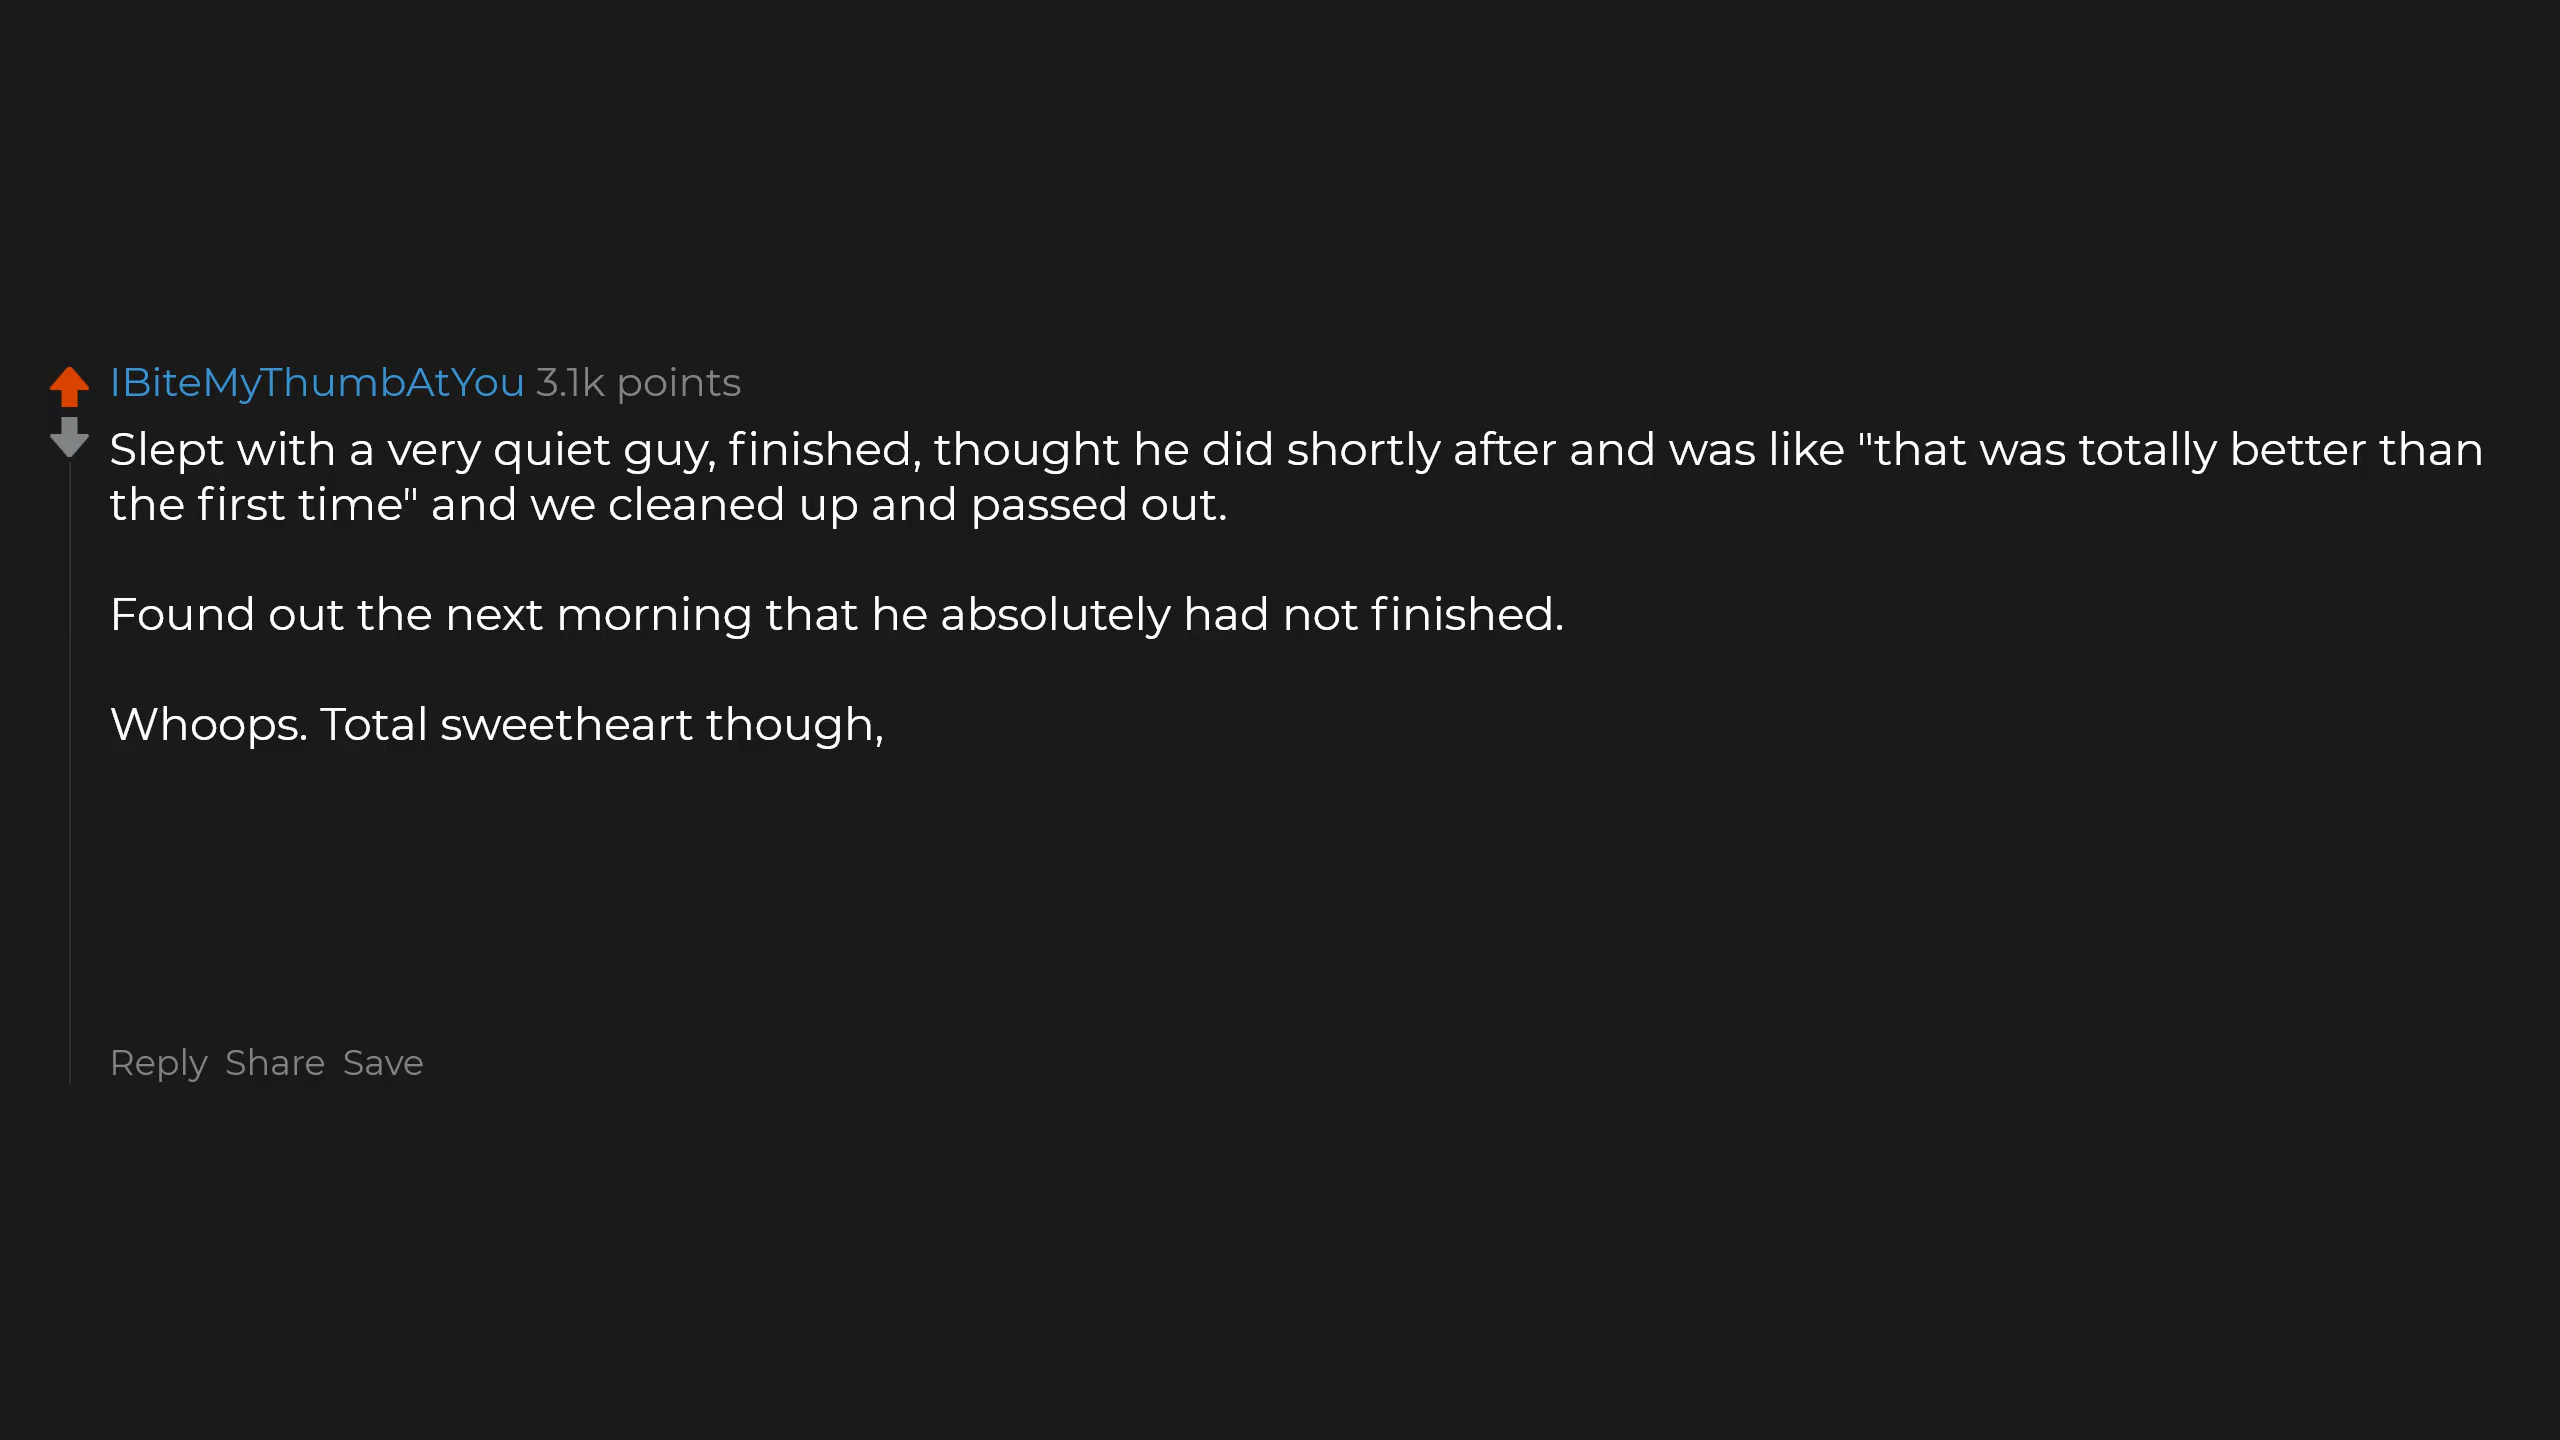 IBiteMyThumbAtYou 3.1k points
Slept with a very quiet guy, finished, thought he did shortly after and was like "that was totally better than
the first time" and we cleaned up and passed out.
Found out the next morning that he absolutely had not finished.
Whoops. Total sweetheart though,
Reply Share Save